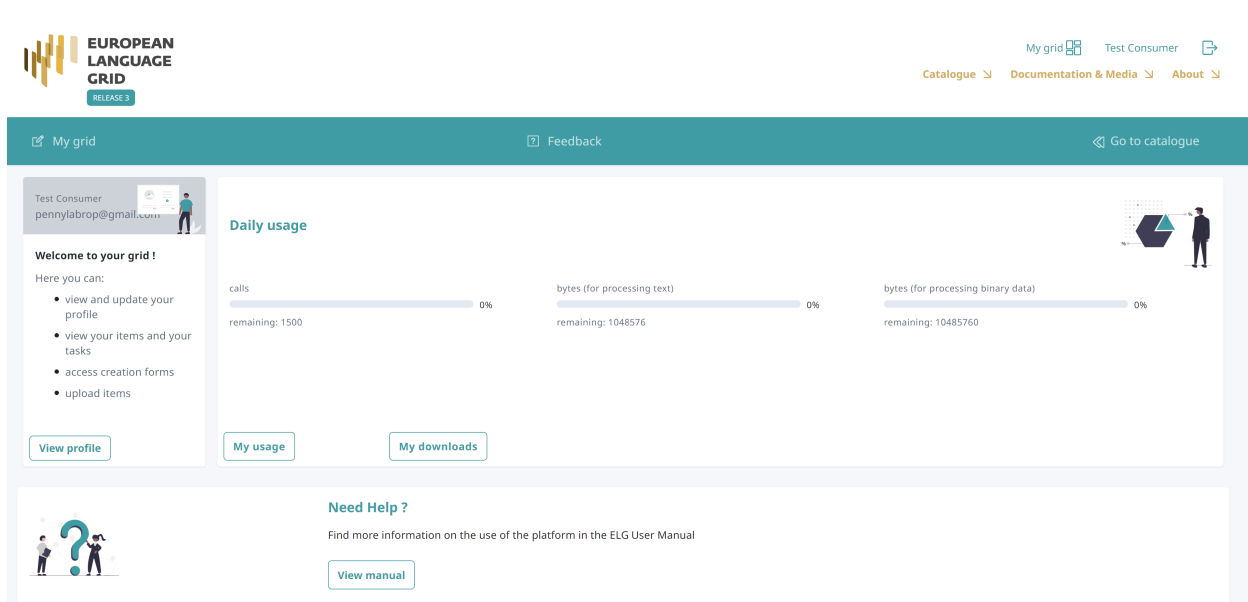 EUROPEAN
LANGUAGE
GRID
RELEASE 3
My grid Test Consumer
Catalogue Documentation & Media About
My grid Feedback Go to catalogue
Test Consumer
pennylabrop@gmail.com
Welcome to your grid !
Here you can:
view and update your
profile
view your items and your
tasks
access creation forms
upload items
View profile
Daily usage
calls
0%
remaining: 1500
bytes (for processing text)
0%
remaining: 1048576
bytes (for processing binary data)
0%
remaining: 10485760
My usage My downloads
Need Help ?
Find more information on the use of the platform in the ELG User Manual
View manual